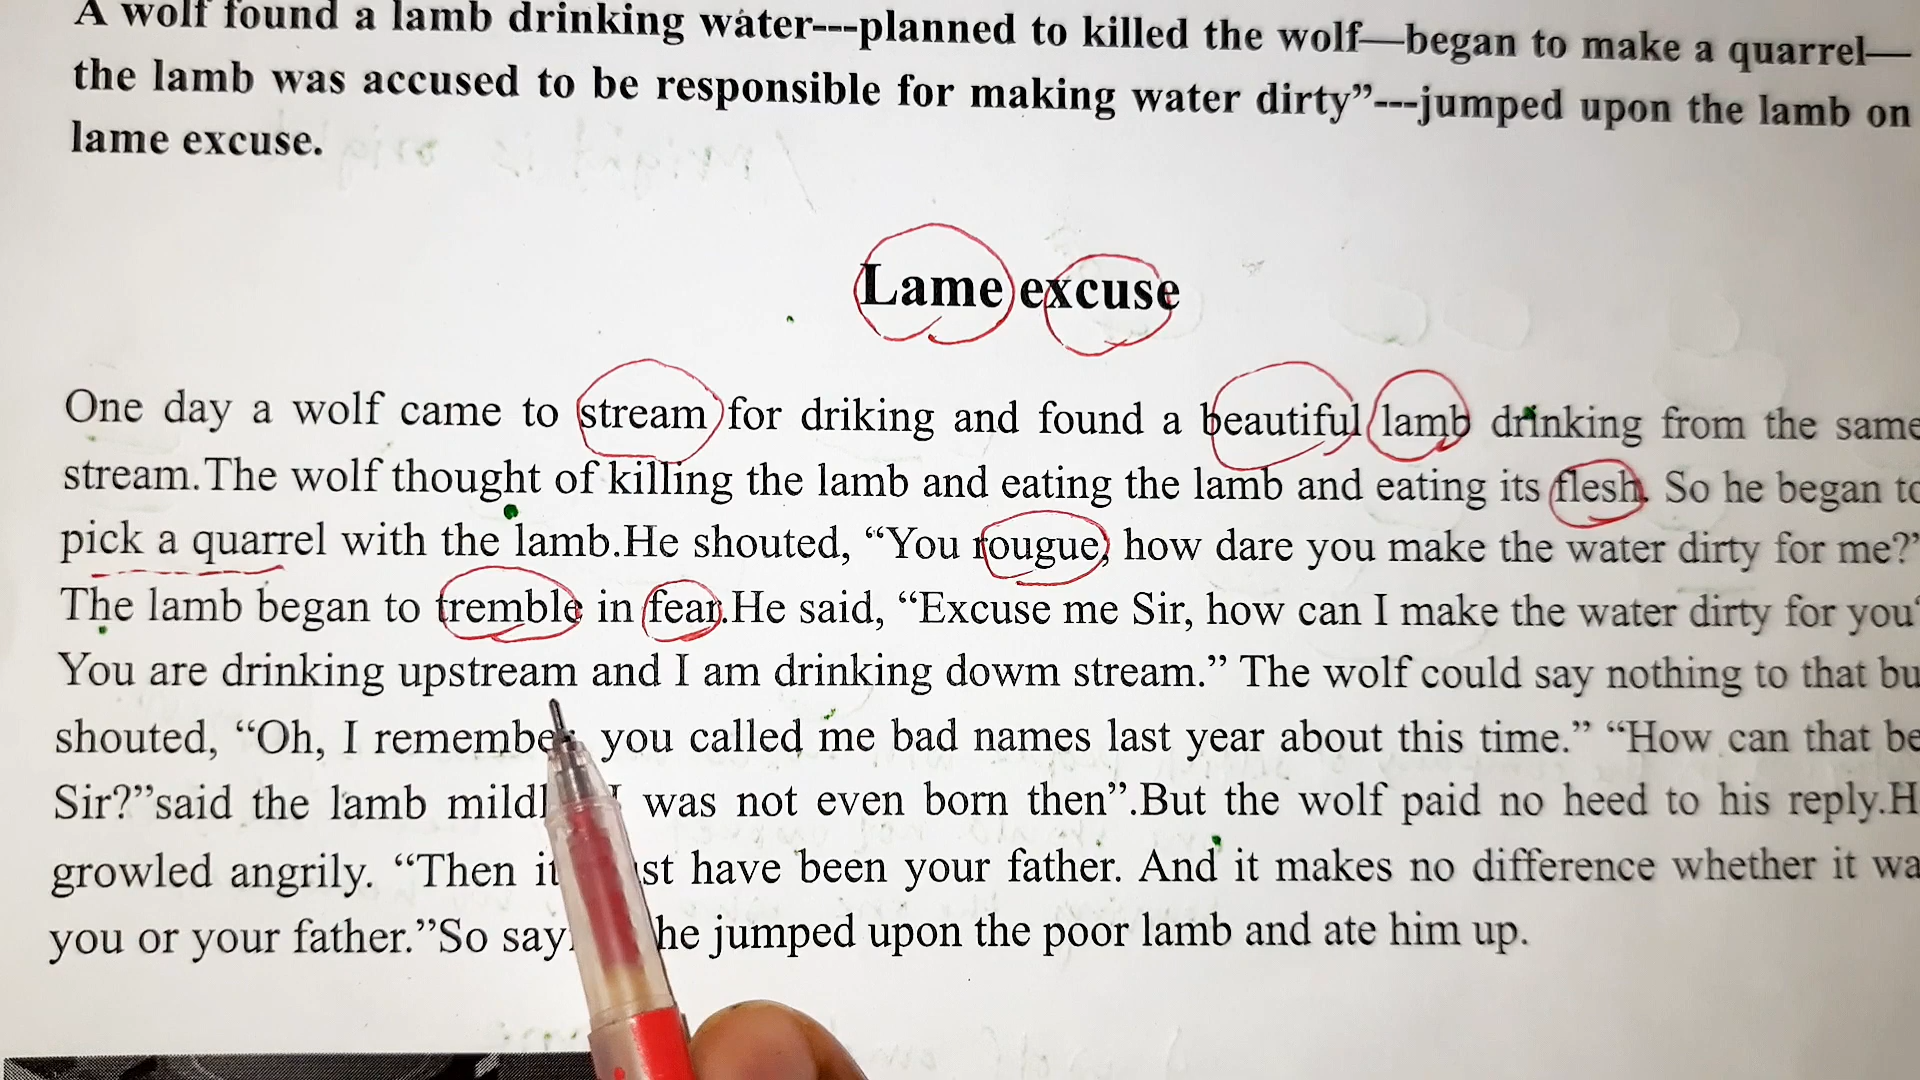 A wolf found a lamb drinking water---planned to killed the wolf—began to make a quarrel—
the lamb was accused to be responsible for making water dirty”---jumped upon the lamb on
lame excuse.
Lame excuse
One day a wolf came to stream for driking and found a beautiful lamb drinking from the same
stream.The wolf thought of killing the lamb and eating the lamb and eating its flesh. So he began to
pick a quarrel with the lamb.He shouted, “You rougue, how dare you make the water dirty for me?”
The lamb began to tremble in fear.He said, “Excuse me Sir, how can I make the water dirty for you
You are drinking upstream and I am drinking dowm stream.” The wolf could say nothing to that bu
shouted, “Oh, I remember you called me bad names last year about this time.” “How can that be
Sir?”said the lamb mildl I was not even born then”.But the wolf paid no heed to his reply.H
growled angrily. “Then it st have been your father. And it makes no difference whether it wa
you or your father.”So say he jumped upon the poor lamb and ate him up.